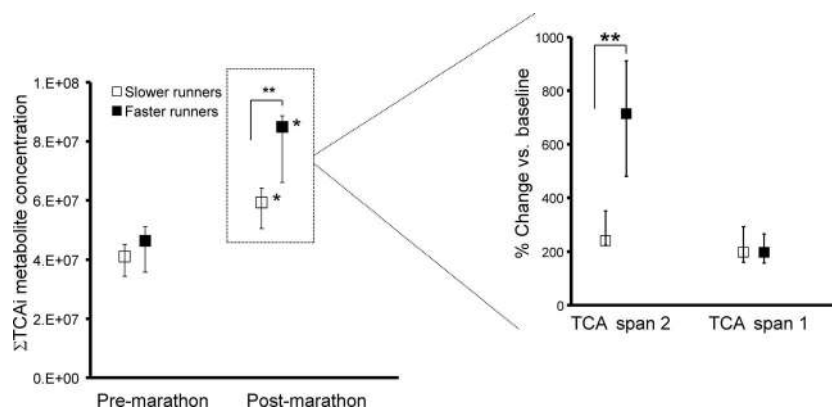 1.E+08
8.E+07
6.E+07
4.E+07
2.E+07
0.E+00
ΣTCAi metabolite concentration
Slower runners
Faster runners
**
*
*
Pre-marathon Post-marathon
1000
800
600
400
200
0
% Change vs. baseline
**
TCA span 2 TCA span 1